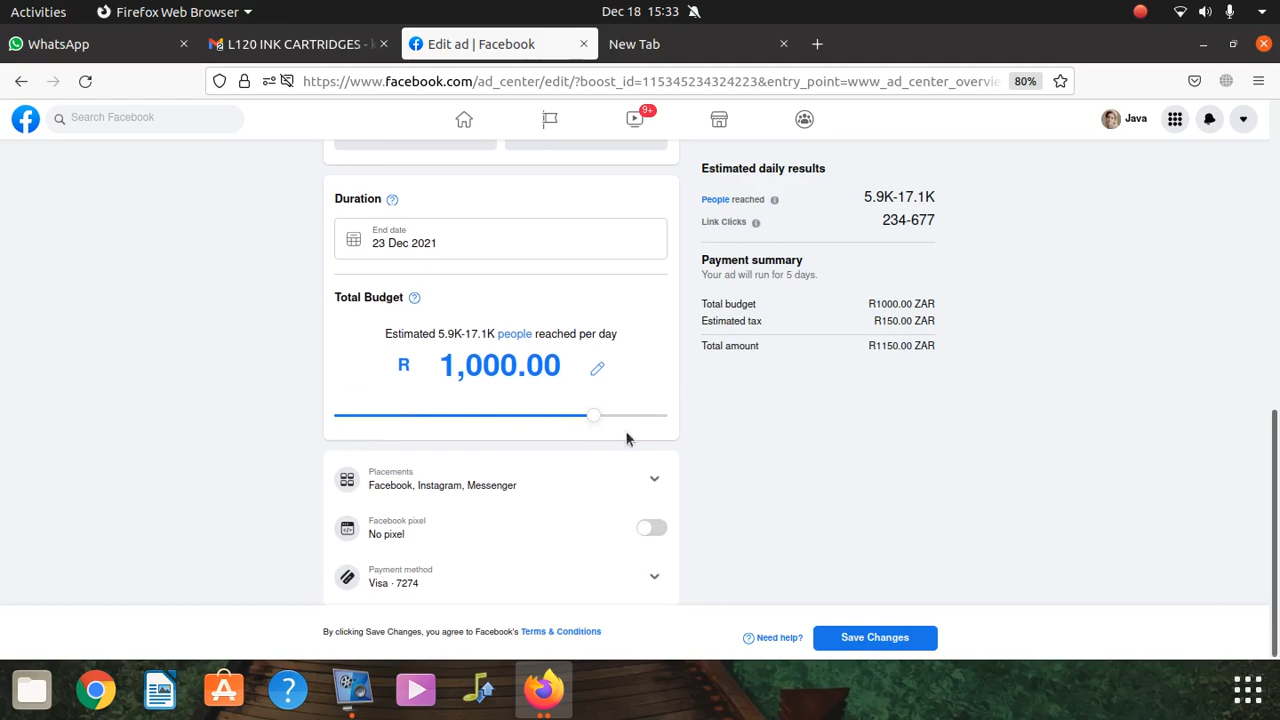 Activities
Firefox Web Browser
Dec 18 15:33
WhatsApp
L120 INK CARTRIDGES - k
Edit ad | Facebook
New Tab
https://www.facebook.com/ad_center/edit/?boost_id=115345234324223&entry_point=www_ad_center_overvie
80%
Search Facebook
9+
Java
Duration
End date
23 Dec 2021
Total Budget
Estimated 5.9K-17.1K people reached per day
R 1,000.00
Placements
Facebook, Instagram, Messenger
Facebook pixel
No pixel
Payment method
Visa · 7274
Estimated daily results
People reached 5.9K-17.1K
Link Clicks 234-677
Payment summary
Your ad will run for 5 days.
Total budget R1000.00 ZAR
Estimated tax R150.00 ZAR
Total amount R1150.00 ZAR
By clicking Save Changes, you agree to Facebook's Terms & Conditions
Need help?
Save Changes